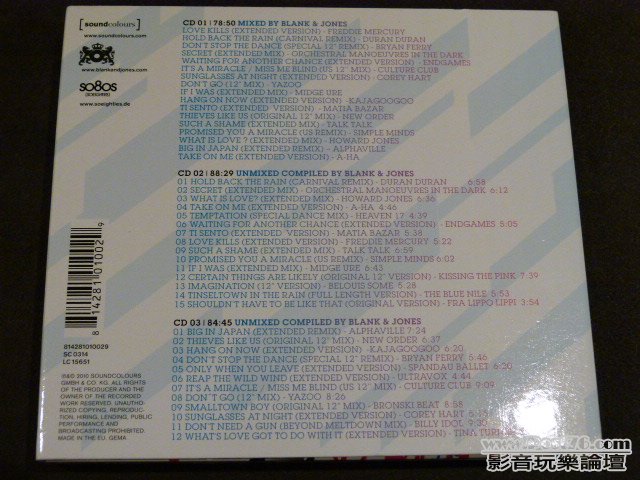 [soundcolours]
www.soundcolours.com
www.blankandjones.com
so80s
(SOEIGHTIES)
www.soeighties.de
8 14281 01002 9
814281010029
SC 0314
LC 15651
℗&© 2010 SOUNDCOLOURS
GMBH & CO. KG. ALL RIGHTS
OF THE PRODUCER AND THE
OWNER OF THE RECORDED
WORK RESERVED. UNAUTHO-
RIZED COPYING, REPRODUC-
TION, HIRING, LENDING, PUBLIC
PERFORMANCE AND
BROADCASTING PROHIBITED.
MADE IN THE EU. GEMA
CD 01 | 78:50 MIXED BY BLANK & JONES
LOVE KILLS (EXTENDED VERSION) - FREDDIE MERCURY
HOLD BACK THE RAIN (CARNIVAL REMIX) - DURAN DURAN
DON'T STOP THE DANCE (SPECIAL 12" REMIX) - BRYAN FERRY
SECRET (EXTENDED MIX) - ORCHESTRAL MANOEUVRES IN THE DARK
WAITING FOR ANOTHER CHANCE (EXTENDED VERSION) - ENDGAMES
IT'S A MIRACLE / MISS ME BLIND (US 12" MIX) - CULTURE CLUB
SUNGLASSES AT NIGHT (EXTENDED VERSION) - COREY HART
DON'T GO (12" MIX) - YAZOO
IF I WAS (EXTENDED MIX) - MIDGE URE
HANG ON NOW (EXTENDED VERSION) -KAJAGOOGOO
TI SENTO (EXTENDED VERSION) - MATIA BAZAR
THIEVES LIKE US (ORIGINAL 12" MIX) - NEW ORDER
SUCH A SHAME (EXTENDED MIX) - TALK TALK
PROMISED YOU A MIRACLE (US REMIX) - SIMPLE MINDS
WHAT IS LOVE ? (EXTENDED MIX) - HOWARD JONES
BIG IN JAPAN (EXTENDED REMIX) - ALPHAVILLE
TAKE ON ME (EXTENDED VERSION) - A-HA
CD 02 | 88:29 UNMIXED COMPILED BY BLANK & JONES
01 HOLD BACK THE RAIN (CARNIVAL REMIX) - DURAN DURAN 6:58
02 SECRET (EXTENDED MIX) - ORCHESTRAL MANOEUVRES IN THE DARK 6:12
03 WHAT IS LOVE? (EXTENDED MIX) - HOWARD JONES 6:36
04 TAKE ON ME (EXTENDED VERSION) - A-HA 4:46
05 TEMPTATION (SPECIAL DANCE MIX) - HEAVEN 17 4:39
06 WAITING FOR ANOTHER CHANCE (EXTENDED VERSION) - ENDGAMES 5:05
07 TI SENTO (EXTENDED VERSION) - MATIA BAZAR 5:38
08 LOVE KILLS (EXTENDED VERSION) - FREDDIE MERCURY 5:22
09 SUCH A SHAME (EXTENDED MIX) - TALK TALK 6:59
10 PROMISED YOU A MIRACLE (US REMIX) - SIMPLE MINDS 6:02
11 IF I WAS (EXTENDED MIX) - MIDGE URE 6:43
12 CERTAIN THINGS ARE LIKELY (ORIGINAL 12" VERSION) - KISSING THE PINK 7:39
13 IMAGINATION (12" VERSION) - BELOUIS SOME
14 TINSELTOWN IN THE RAIN (FULL LENGTH VERSION) - THE BLUE NILE
15 SHOULDN'T HAVE TO BE LIKE THAT (ORIGINAL VERSION) - FRA LIPPO LIPPI 3:54
CD 03 | 84:45 UNMIXED COMPILED BY BLANK & JONES
01 BIG IN JAPAN (EXTENDED REMIX) - ALPHAVILLE 7:24
02 THIEVES LIKE US (ORIGINAL 12" MIX) - NEW ORDER 6:37
03 HANG ON NOW (EXTENDED VERSION) -KAJAGOOGOO 6:20
04 DON'T STOP THE DANCE (SPECIAL 12" REMIX) - BRYAN FERRY 5:46
05 ONLY WHEN YOU LEAVE (EXTENDED VERSION) - SPANDAU BALLET 6:20
06 REAP THE WILD WIND (EXTENDED VERSION) - ULTRAVOX 4:44
07 IT'S A MIRACLE / MISS ME BLIND (US 12" MIX) - CULTURE CLUB 9:09
08 DON'T GO (12" MIX) - YAZOO 8:26
09 SMALLTOWN BOY (ORIGINAL 12" MIX) - BRONSKI BEAT
10 SUNGLASSES AT NIGHT (EXTENDED MIX) - COREY HART
11 DON'T NEED A GUN (BEYOND MELTDOWN MIX) - BILLY IDOL
12 WHAT'S LOVE GOT TO DO WITH IT (EXTENDED VERSION) - TINA
影音玩樂論壇